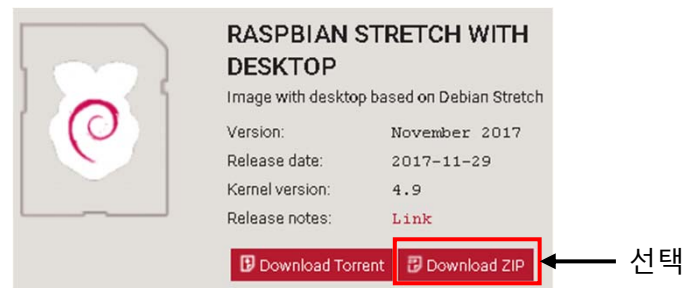 RASPBIAN STRETCH WITH
DESKTOP
Image with desktop based on Debian Stretch
Version: November 2017
Release date: 2017-11-29
Kernel version: 4.9
Release notes: Link
Download Torrent Download ZIP 선택